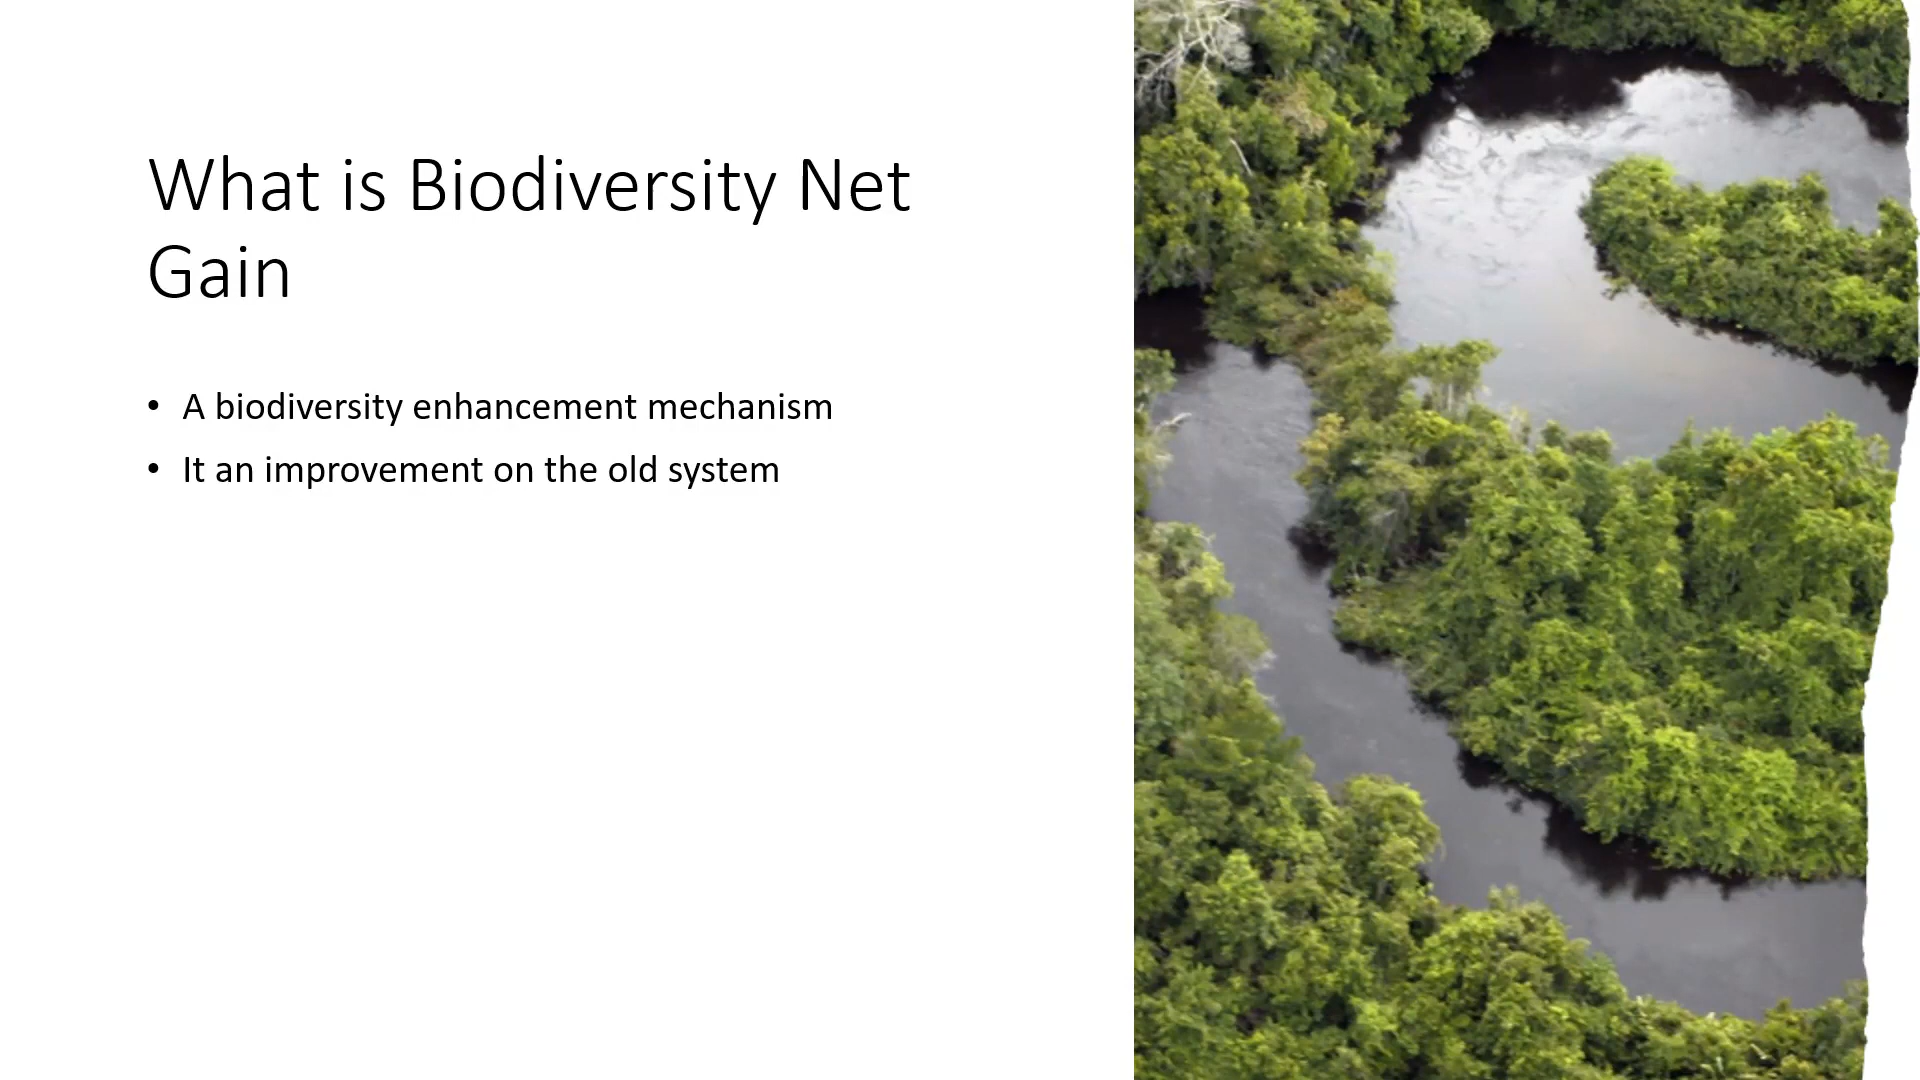 What is Biodiversity Net
Gain
• A biodiversity enhancement mechanism
• It an improvement on the old system